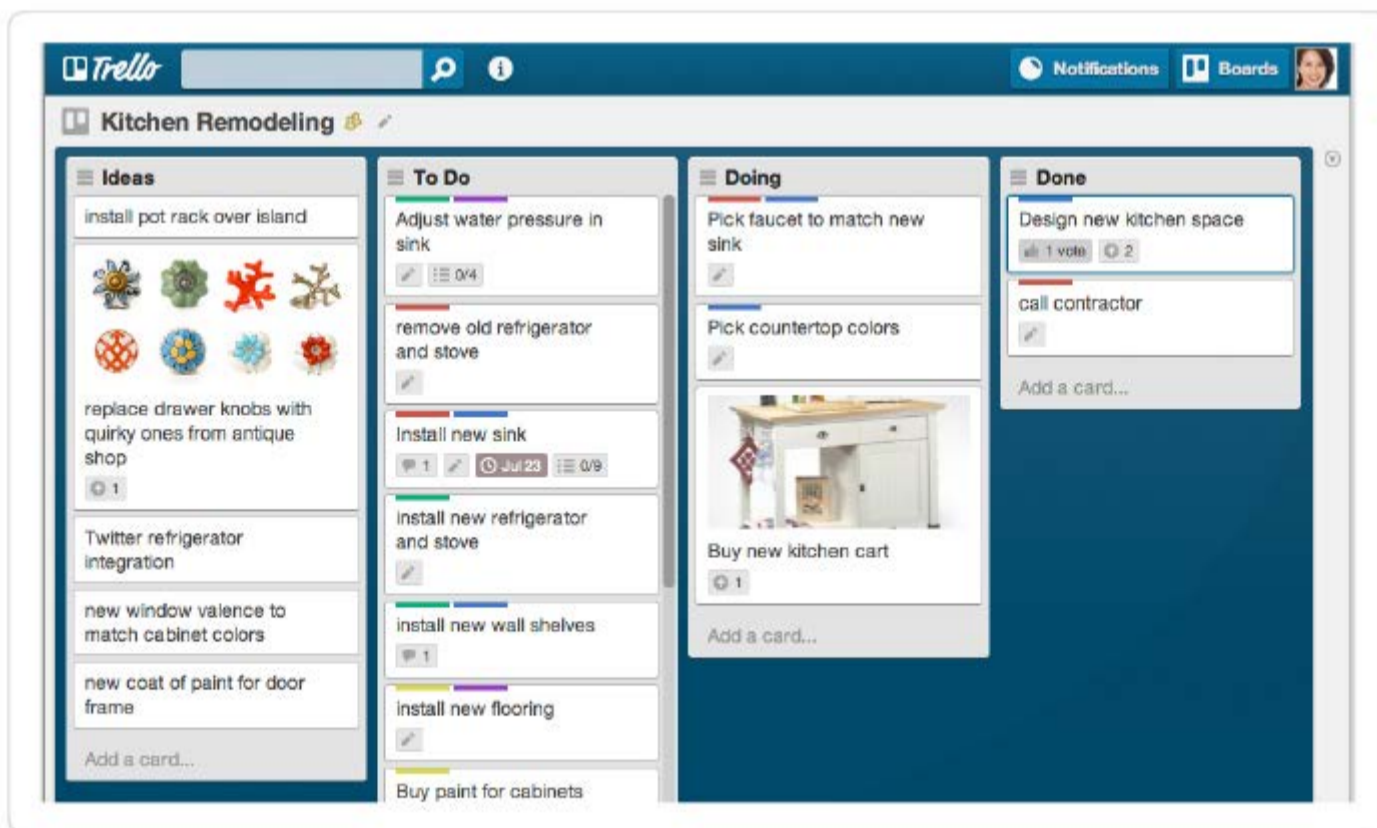 Trello
Notifications
Boards
Kitchen Remodeling
Ideas
install pot rack over island
replace drawer knobs with
quirky ones from antique
shop
1
Twitter refrigerator
integration
new window valence to
match cabinet colors
new coat of paint for door
frame
Add a card...
To Do
Adjust water pressure in
sink
0/4
remove old refrigerator
and stove
Install new sink
1 Jul 23 0/9
install new refrigerator
and stove
install new wall shelves
1
install new flooring
Buy paint for cabinets
Doing
Pick faucet to match new
sink
Pick countertop colors
Buy new kitchen cart
1
Add a card...
Done
Design new kitchen space
1 vote 2
call contractor
Add a card...